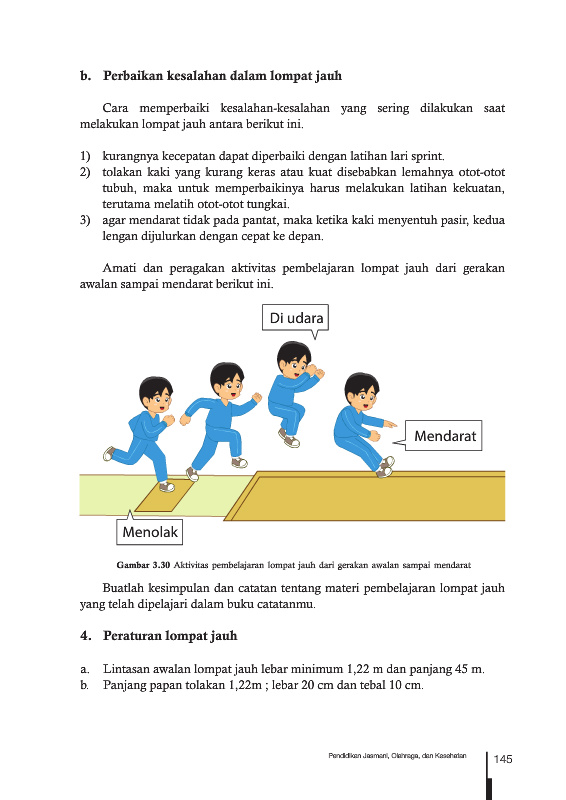 b. Perbaikan kesalahan dalam lompat jauh
Cara memperbaiki kesalahan-kesalahan yang sering dilakukan saat
melakukan lompat jauh antara berikut ini.
1) kurangnya kecepatan dapat diperbaiki dengan latihan lari sprint.
2) tolakan kaki yang kurang keras atau kuat disebabkan lemahnya otot-otot
tubuh, maka untuk memperbaikinya harus melakukan latihan kekuatan,
terutama melatih otot-otot tungkai.
3) agar mendarat tidak pada pantat, maka ketika kaki menyentuh pasir, kedua
lengan dijulurkan dengan cepat ke depan.
Amati dan peragakan aktivitas pembelajaran lompat jauh dari gerakan
awalan sampai mendarat berikut ini.
Di udara
Mendarat
Menolak
Gambar 3.30 Aktivitas pembelajaran lompat jauh dari gerakan awalan sampai mendarat
Buatlah kesimpulan dan catatan tentang materi pembelajaran lompat jauh
yang telah dipelajari dalam buku catatanmu.
4. Peraturan lompat jauh
a. Lintasan awalan lompat jauh lebar minimum 1,22 m dan panjang 45 m.
b. Panjang papan tolakan 1,22m ; lebar 20 cm dan tebal 10 cm.
Pendidikan Jasmani, Olahraga, dan Kesehatan
145